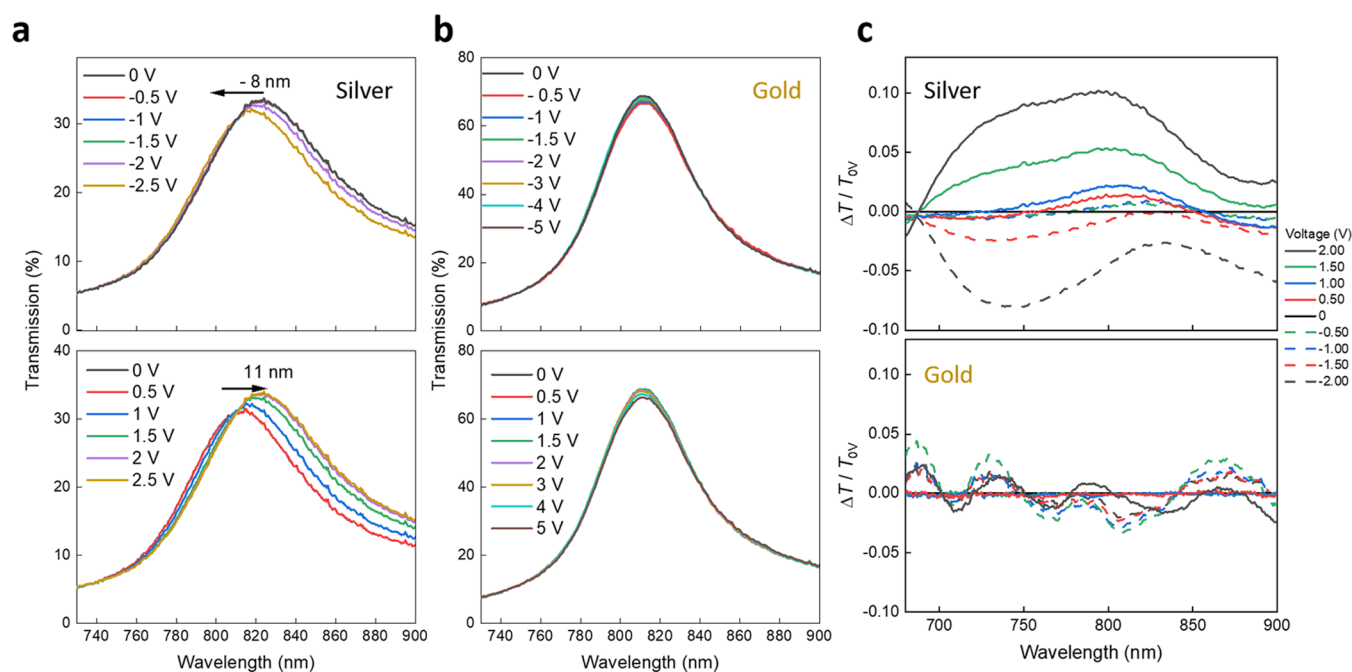 a
Transmission (%)
0 V
-0.5 V
-1 V
-1.5 V
-2 V
-2.5 V
- 8 nm
Silver
30
20
10
0
40
30
20
10
0
0 V
0.5 V
1 V
1.5 V
2 V
2.5 V
11 nm
740 760 780 800 820 840 860 880 900
Wavelength (nm)
b
Transmission (%)
80
60
40
20
0
0 V
- 0.5 V
-1 V
-1.5 V
-2 V
-3 V
-4 V
-5 V
Gold
80
60
40
20
0
0 V
0.5 V
1 V
1.5 V
2 V
3 V
4 V
5 V
740 760 780 800 820 840 860 880 900
Wavelength (nm)
c
ΔT / T0V
0.10
0.05
0.00
-0.05
-0.10
Silver
ΔT / T0V
0.10
0.05
0.00
-0.05
-0.10
Gold
700 750 800 850 900
Wavelength (nm)
Voltage (V)
2.00
1.50
1.00
0.50
0
-0.50
-1.00
-1.50
-2.00